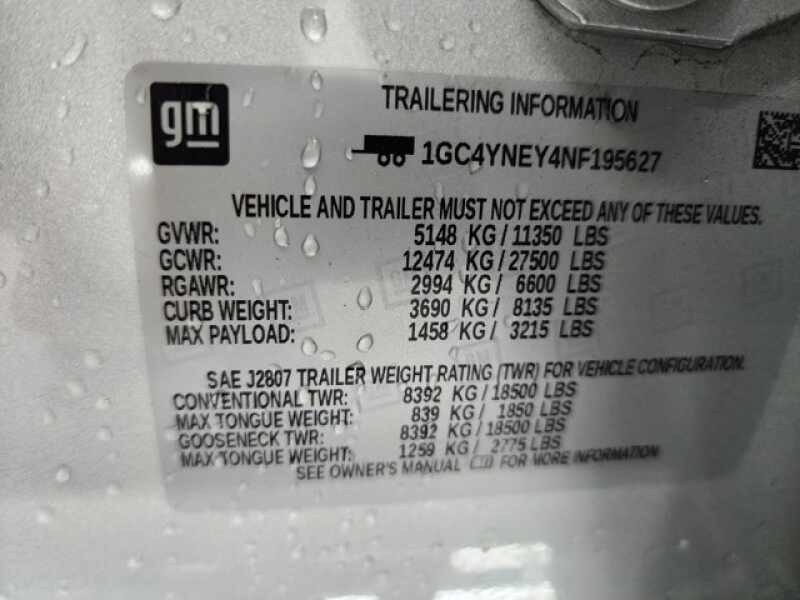 gm
TRAILERING INFORMATION
1GC4YNEY4NF195627
VEHICLE AND TRAILER MUST NOT EXCEED ANY OF THESE VALUES.
GVWR: 5148 KG / 11350 LBS
GCWR: 12474 KG / 27500 LBS
RGAWR: 2994 KG / 6600 LBS
CURB WEIGHT: 3690 KG / 8135 LBS
MAX PAYLOAD: 1458 KG / 3215 LBS
SAE J2807 TRAILER WEIGHT RATING (TWR) FOR VEHICLE CONFIGURATION.
CONVENTIONAL TWR: 8392 KG / 18500 LBS
MAX TONGUE WEIGHT: 839 KG / 1850 LBS
GOOSENECK TWR: 8392 KG / 18500 LBS
MAX TONGUE WEIGHT: 1259 KG / 2775 LBS
SEE OWNER'S MANUAL FOR MORE INFORMATION